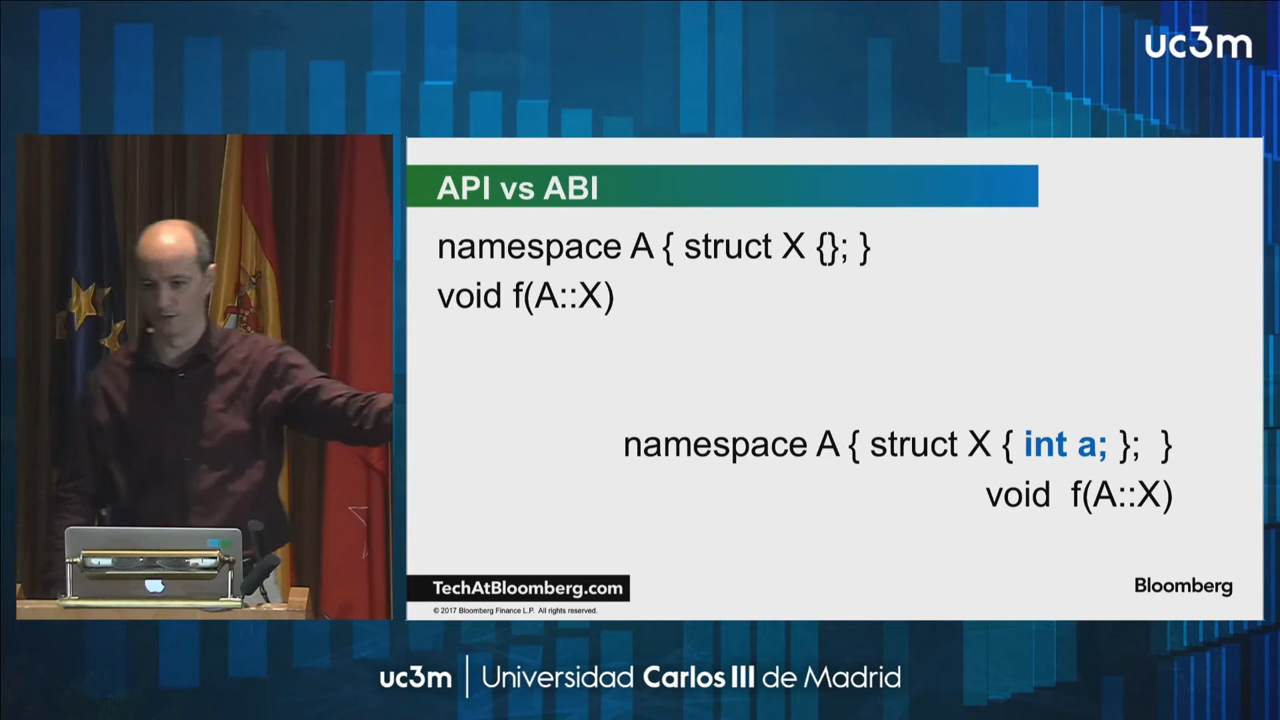 uc3m
API vs ABI
namespace A { struct X {}; }
void f(A::X)
namespace A { struct X { int a; };  }
void  f(A::X)
TechAtBloomberg.com
Bloomberg
© 2017 Bloomberg Finance L.P. All rights reserved.
uc3m | Universidad Carlos III de Madrid